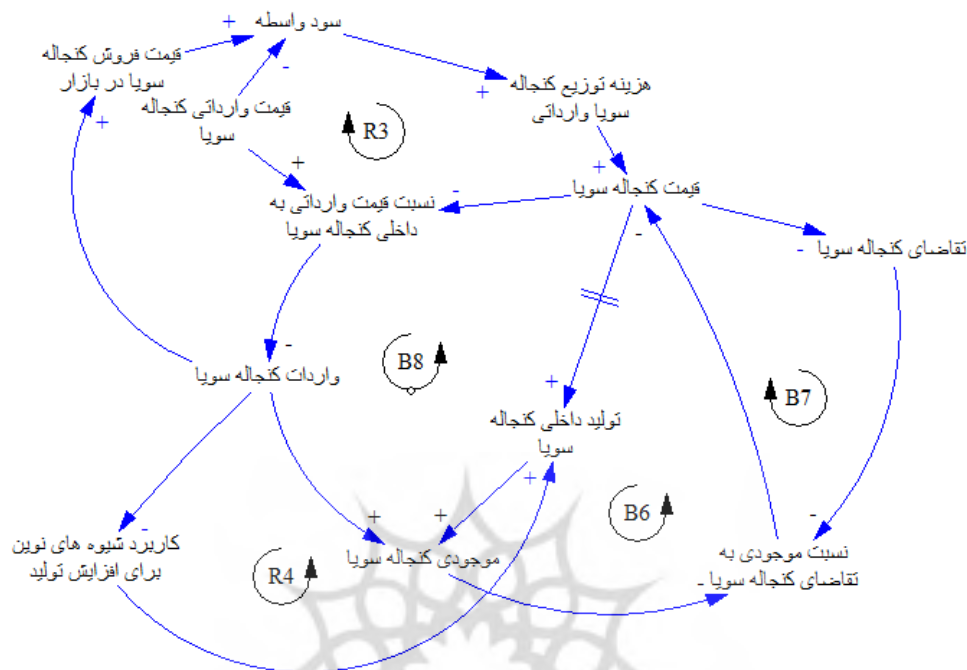 سود واسطه
+
-
قیمت فروش کنجاله
سویا در بازار
+
قیمت وارداتی کنجاله
سویا
+
هزینه توزیع کنجاله
سویا وارداتی
+
R3
+
قیمت کنجاله سویا
-
-
نسبت قیمت وارداتی به
داخلی کنجاله سویا
تقاضای کنجاله سویا
-
-
واردات کنجاله سویا
B8
B7
+
تولید داخلی کنجاله
سویا
+
+
+
B6
-
-
کاربرد شیوه های نوین
برای افزایش تولید
R4
موجودی کنجاله سویا
نسبت موجودی به
تقاضای کنجاله سویا
-